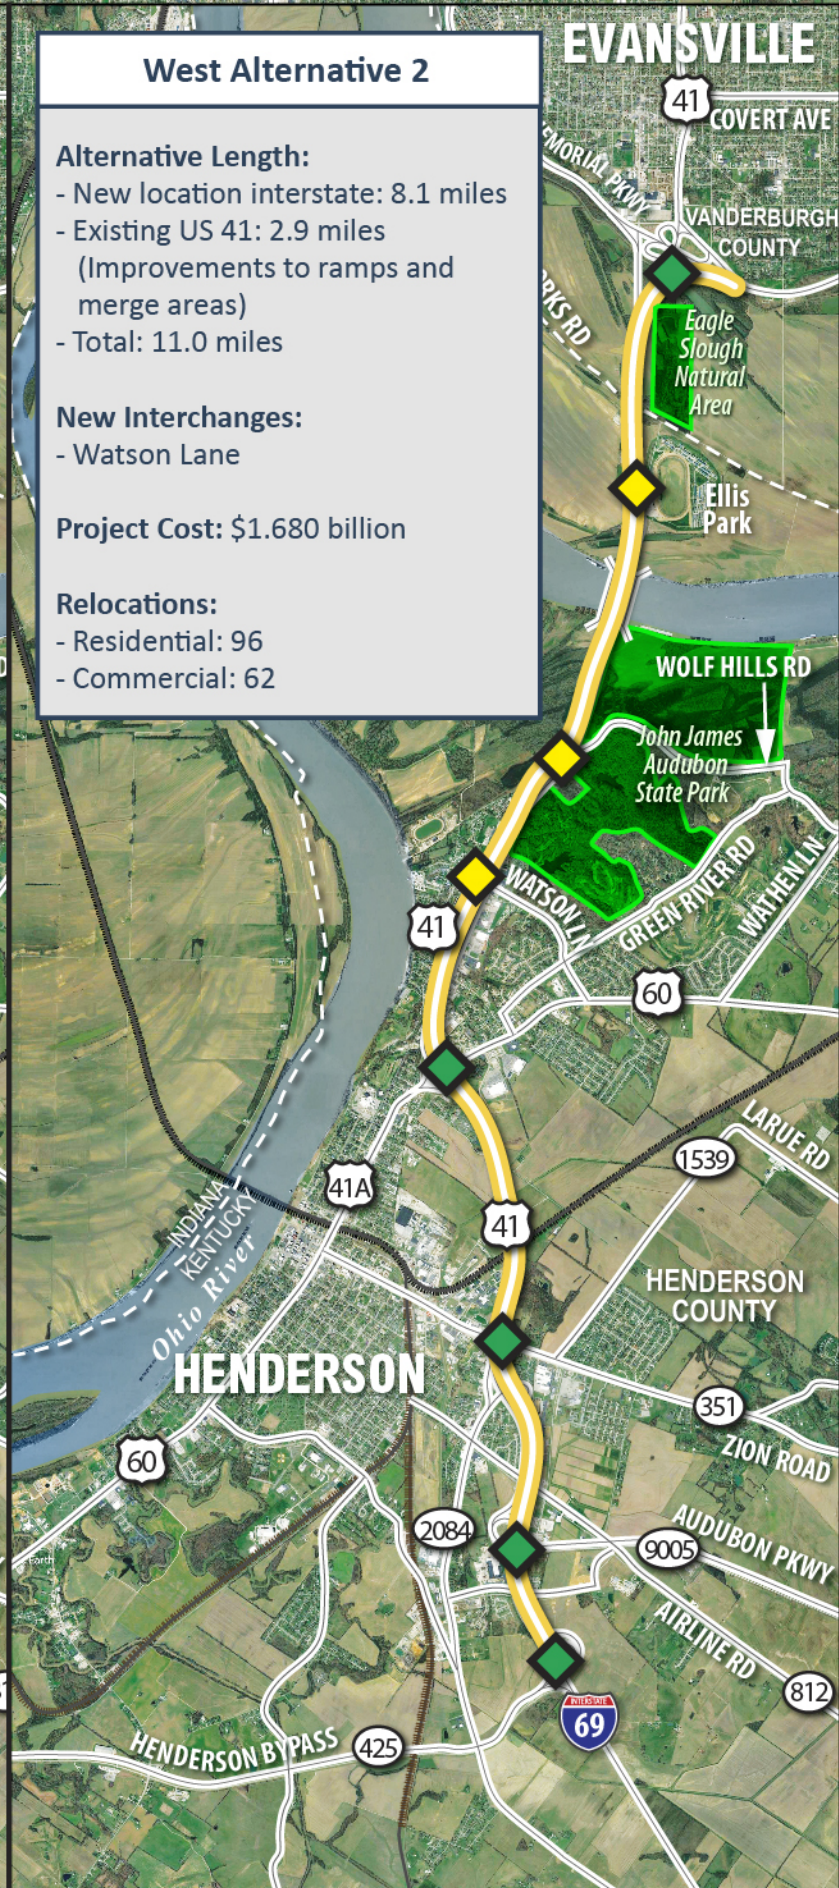 EVANSVILLE
West Alternative 2
Alternative Length:
- New location interstate: 8.1 miles
- Existing US 41: 2.9 miles
(Improvements to ramps and
merge areas)
- Total: 11.0 miles
New Interchanges:
- Watson Lane
Project Cost: $1.680 billion
Relocations:
- Residential: 96
- Commercial: 62
41
COVERT AVE
EMORIAL PKWY
VANDERBURGH
COUNTY
RKS RD
Eagle
Slough
Natural
Area
Ellis
Park
WOLF HILLS RD
John James
Audubon
State Park
WATSON LN
GREEN RIVER RD
WATHEN LN
41
60
LARUE RD
1539
41A
41
INDIANA
KENTUCKY
Ohio River
HENDERSON
COUNTY
HENDERSON
351
ZION ROAD
60
2084
9005
AUDUBON PKWY
Earth
AIRLINE RD
812
INTERSTATE
69
HENDERSON BYPASS
425